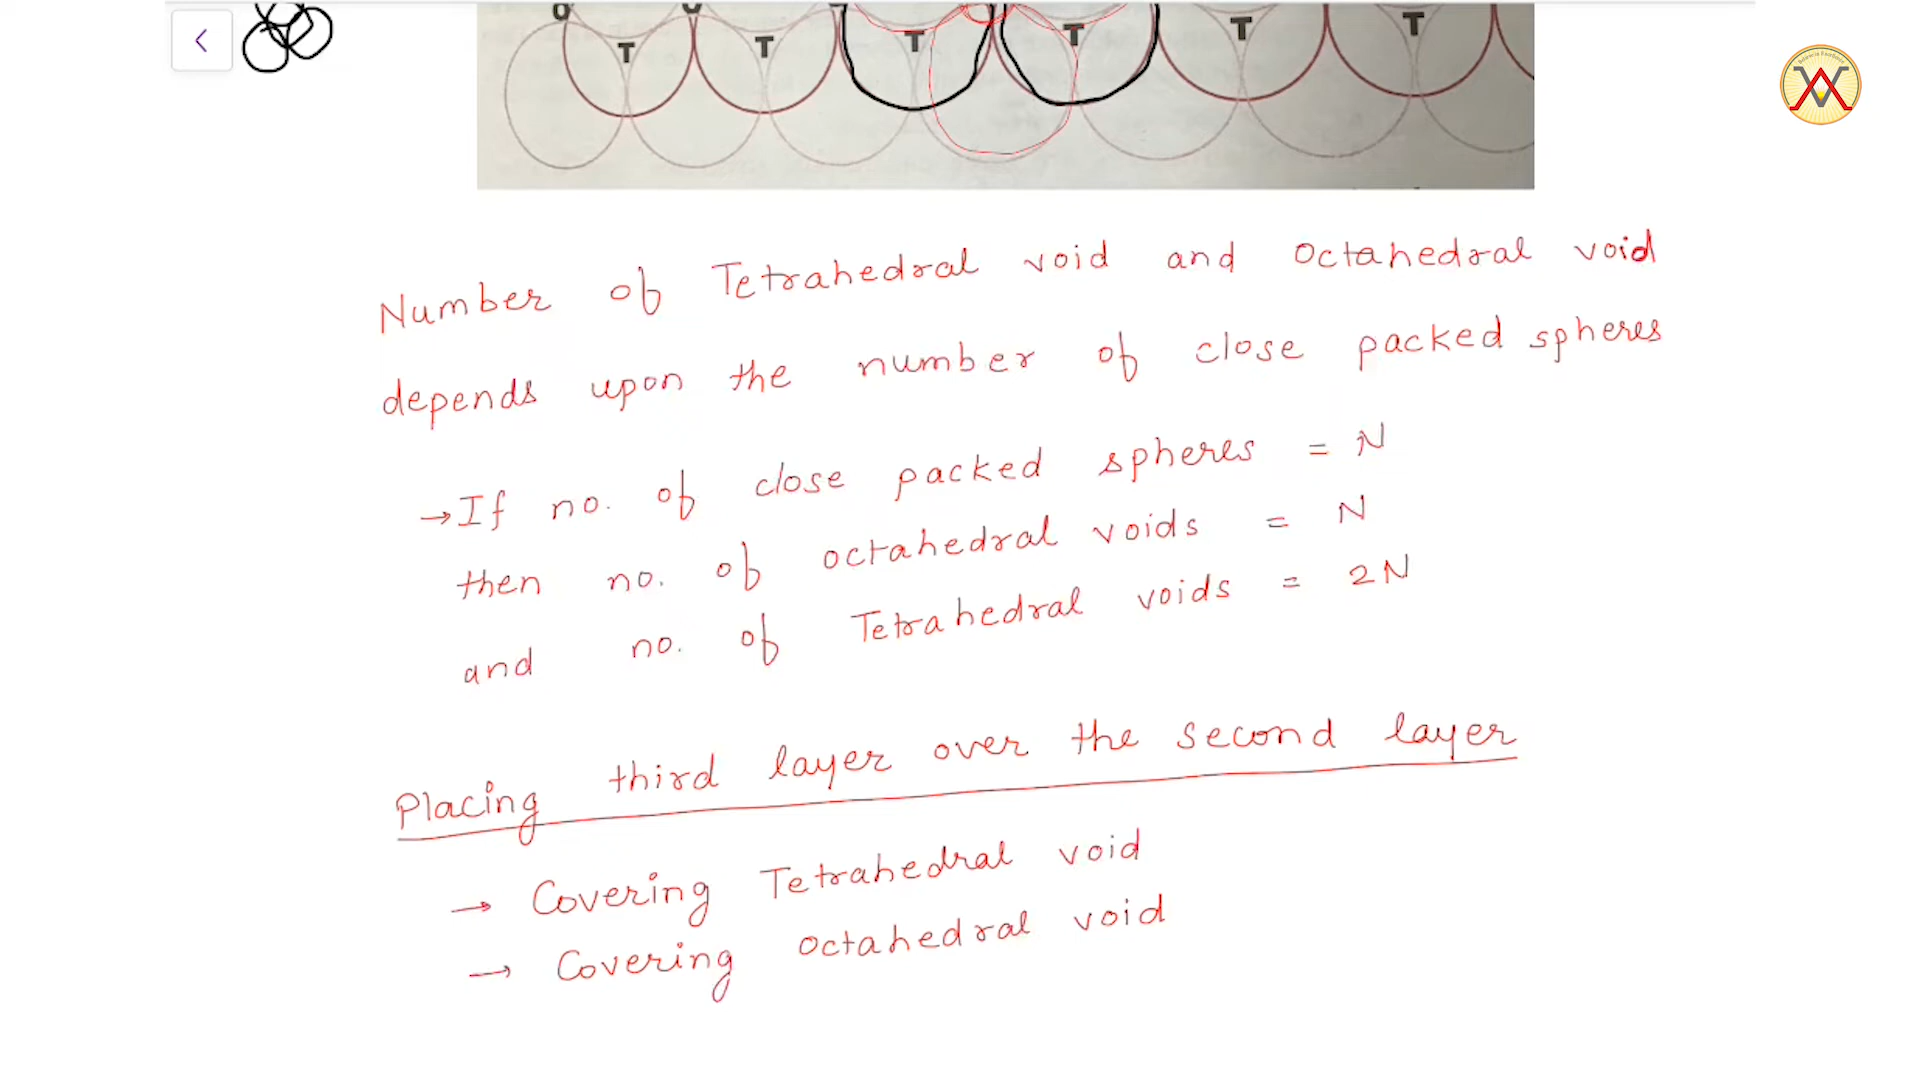 O
T T T T T T
Number of Tetrahedral void and Octahedral void
depends upon the number of close packed spheres
→ If no. of close packed spheres = N
then no. of octahedral voids = N
and no. of Tetrahedral voids = 2N
Placing third layer over the second layer
→ Covering Tetrahedral void
→ Covering octahedral void